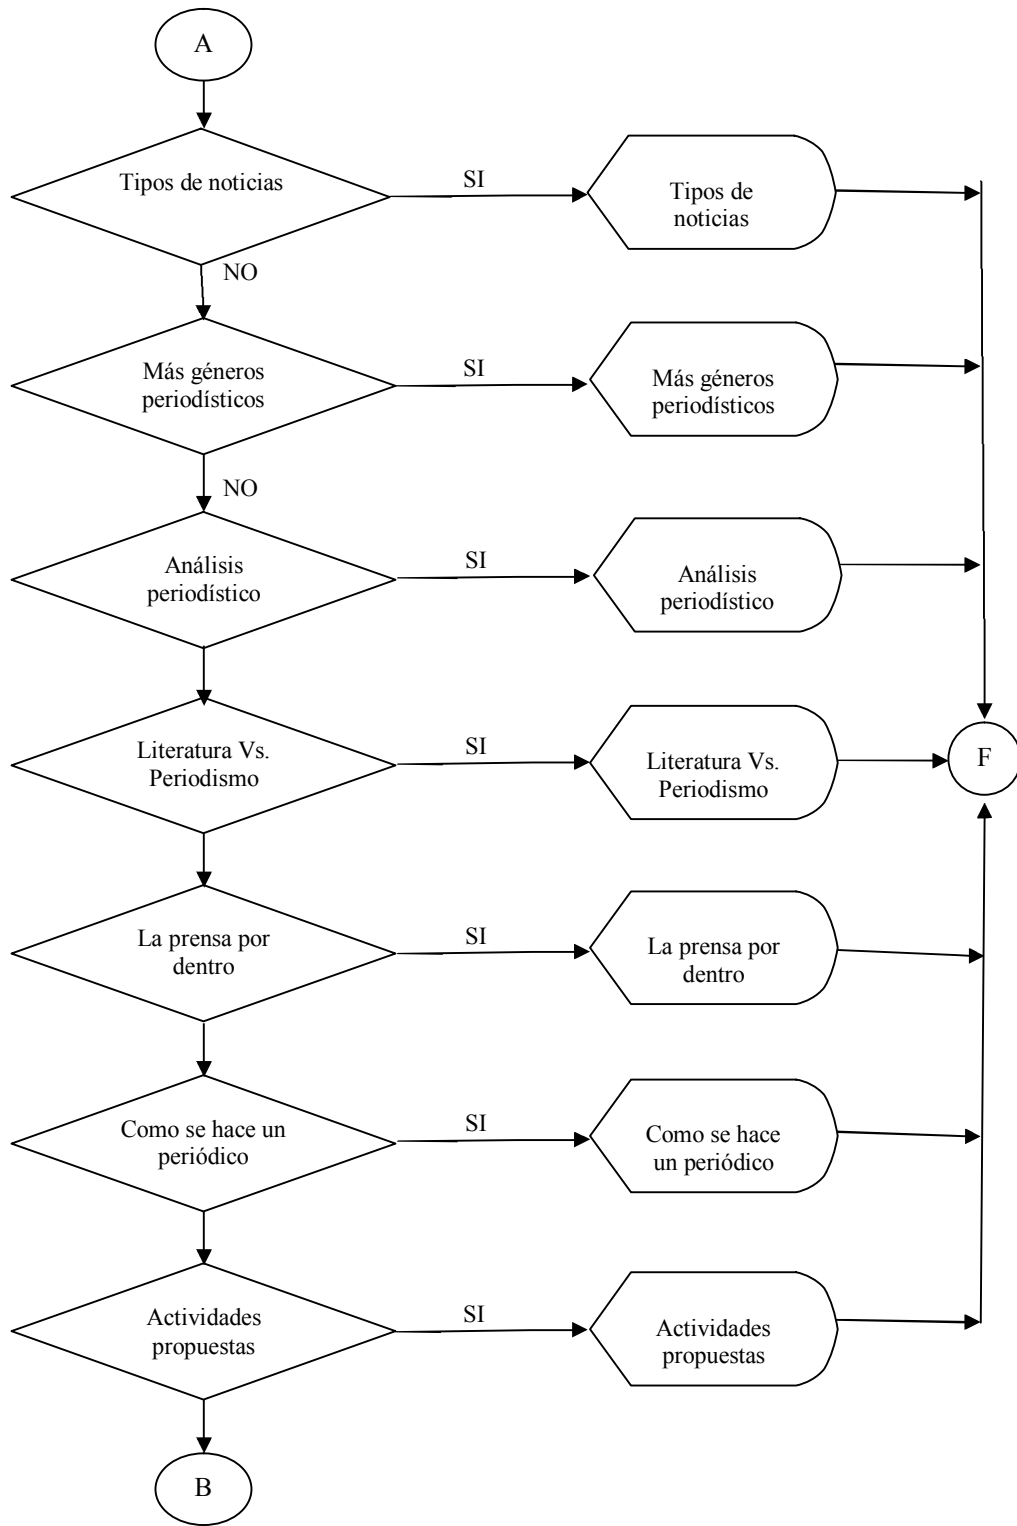 A
Tipos de noticias
SI
Tipos de
noticias
NO
Más géneros
periodísticos
SI
Más géneros
periodísticos
NO
Análisis
periodístico
SI
Análisis
periodístico
Literatura Vs.
Periodismo
SI
Literatura Vs.
Periodismo
F
La prensa por
dentro
SI
La prensa por
dentro
Como se hace un
periódico
SI
Como se hace
un periódico
Actividades
propuestas
SI
Actividades
propuestas
B